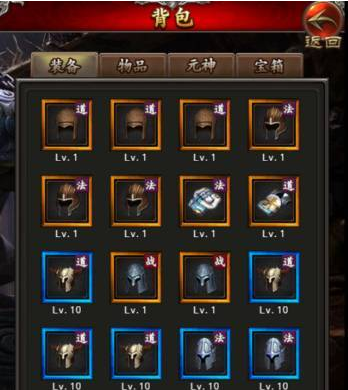 背包
返回
装备 物品 元神 宝箱
道 道 道 法
Lv. 1 Lv. 1 Lv. 1 Lv. 1
法 法 法 道
Lv. 1 Lv. 1 Lv. 1 Lv. 1
道 战 战 道
Lv. 10 Lv. 1 Lv. 1 Lv. 10
道 道 法 法
Lv. 10 Lv. 10 Lv. 10 Lv. 10